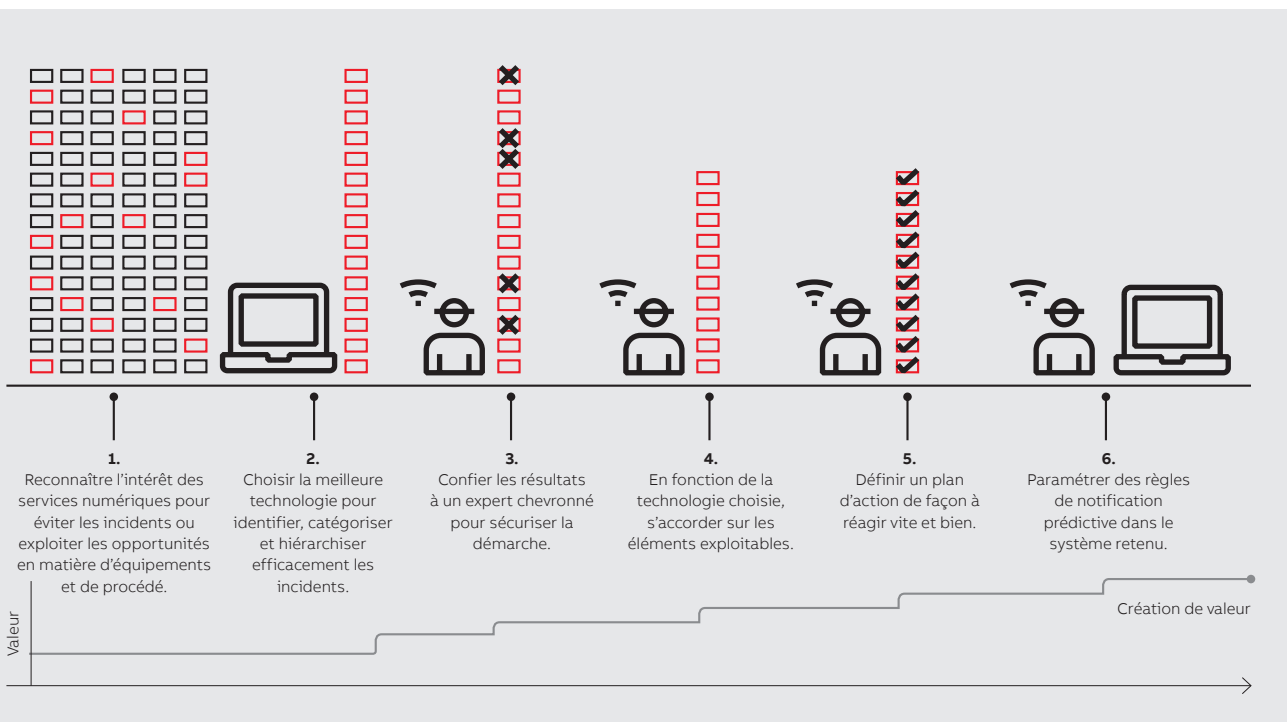 1.
Reconnaître l’intérêt des
services numériques pour
éviter les incidents ou
exploiter les opportunités
en matière d’équipements
et de procédé.
2.
Choisir la meilleure
technologie pour
identifier, catégoriser
et hiérarchiser
efficacement les
incidents.
3.
Confier les résultats
à un expert chevronné
pour sécuriser la
démarche.
4.
En fonction de la
technologie choisie,
s’accorder sur les
éléments exploitables.
5.
Définir un plan
d’action de façon à
réagir vite et bien.
6.
Paramétrer des règles
de notification
prédictive dans le
système retenu.
Valeur
Création de valeur